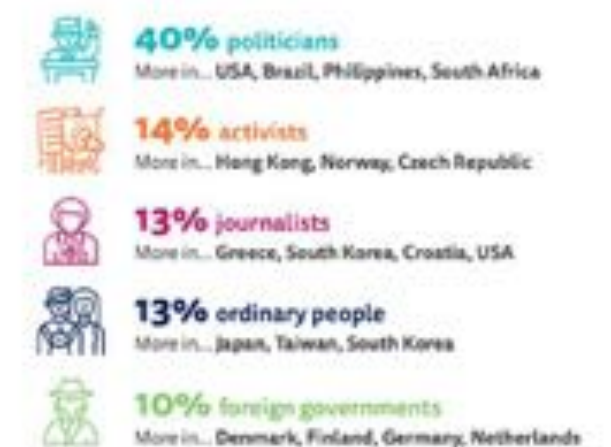 40% politicians
More in... USA, Brazil, Philippines, South Africa
14% activists
More in... Hong Kong, Norway, Czech Republic
13% journalists
More in... Greece, South Korea, Croatia, USA
13% ordinary people
More in... Japan, Taiwan, South Korea
10% foreign governments
More in... Denmark, Finland, Germany, Netherlands